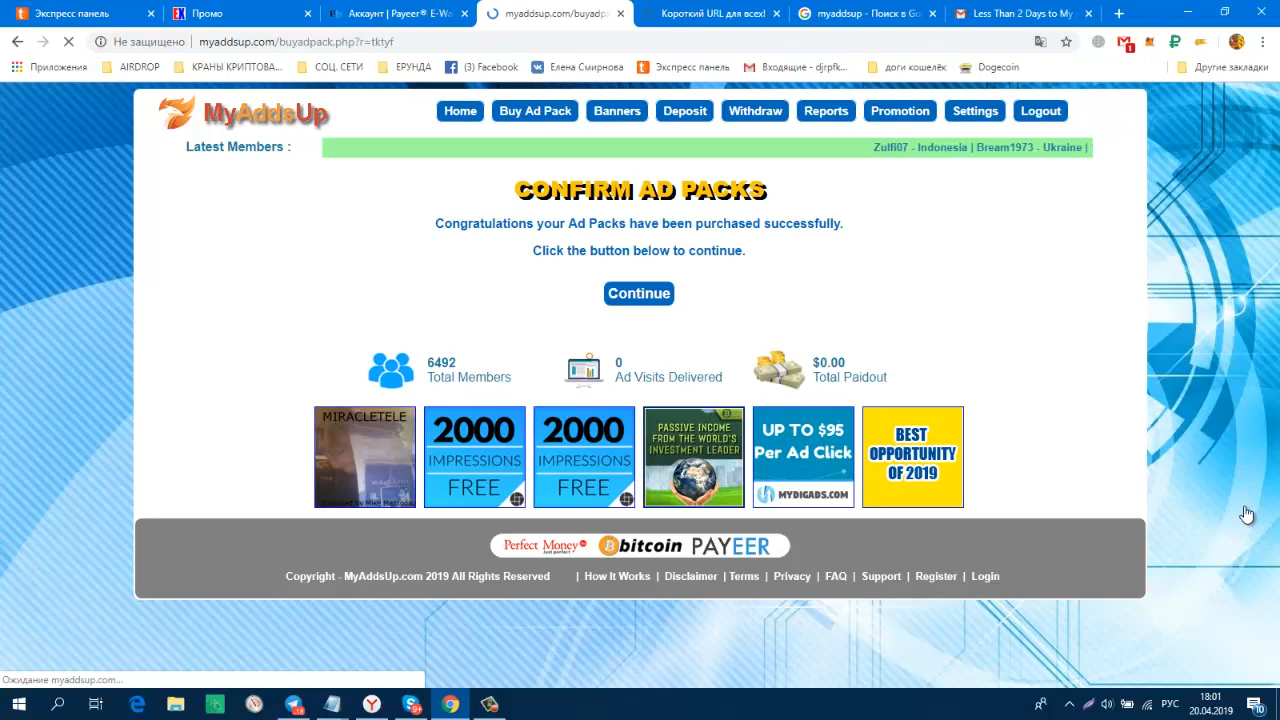 Экспресс панель
Промо
Аккаунт | Payeer® E-Wa
myaddsup.com/buyadpa
Короткий URL для всех!
myaddsup - Поиск в Go
Less Than 2 Days to My
Не защищено
myaddsup.com/buyadpack.php?r=tktyf
Приложения
AIRDROP
КРАНЫ КРИПТОВА...
СОЦ. СЕТИ
ЕРУНДА
(3) Facebook
Елена Смирнова
Экспресс панель
Входящие - djrpfk...
доги кошелёк
Dogecoin
Другие закладки
MyAddsUp
Home
Buy Ad Pack
Banners
Deposit
Withdraw
Reports
Promotion
Settings
Logout
Latest Members :
Zulfi07 - Indonesia | Bream1973 - Ukraine |
CONFIRM AD PACKS
Congratulations your Ad Packs have been purchased successfully.
Click the button below to continue.
Continue
6492
Total Members
0
Ad Visits Delivered
$0.00
Total Paidout
MIRACLETELE
2000
IMPRESSIONS
FREE
2000
IMPRESSIONS
FREE
PASSIVE INCOME
FROM THE WORLD'S
INVESTMENT LEADER
UP TO $95
Per Ad Click
MYDIGADS.COM
BEST
OPPORTUNITY
OF 2019
Perfect Money
bitcoin
PAYEER
Copyright - MyAddsUp.com 2019 All Rights Reserved | How It Works | Disclaimer | Terms | Privacy | FAQ | Support | Register | Login
Ожидание myaddsup.com...
РУС
18:01
20.04.2019